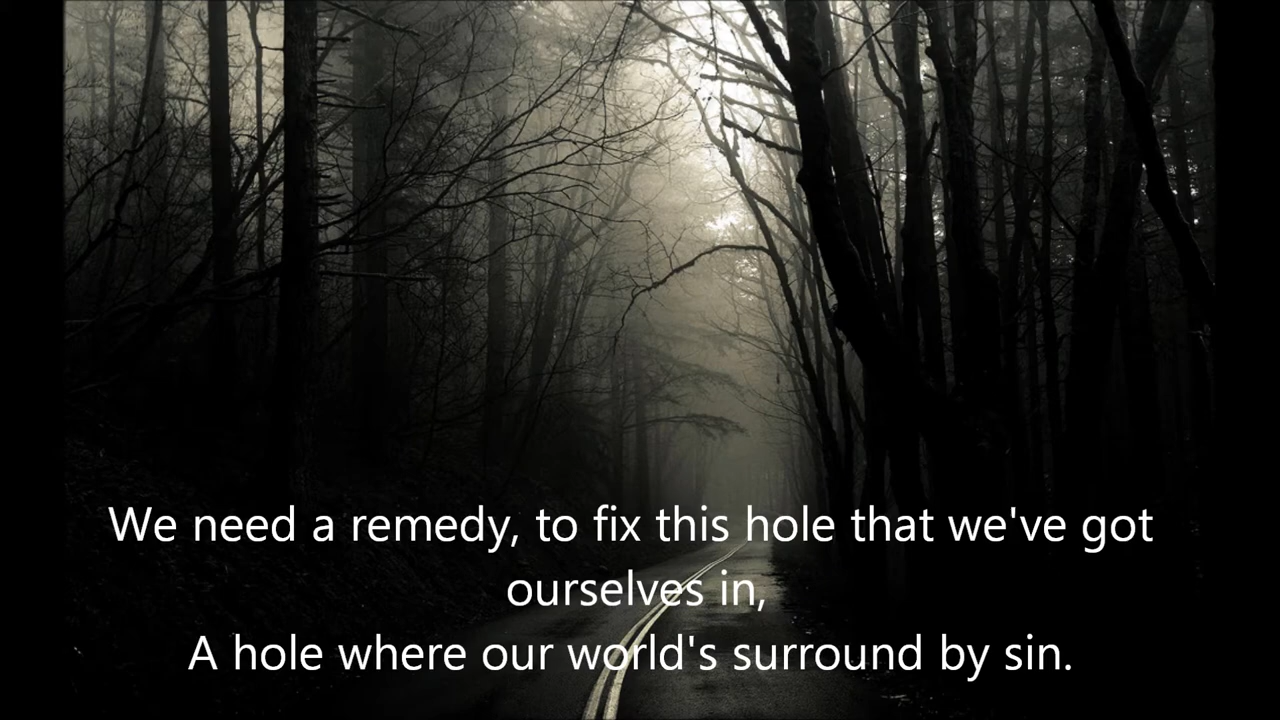 We need a remedy, to fix this hole that we've got
ourselves in,
A hole where our world's surround by sin.